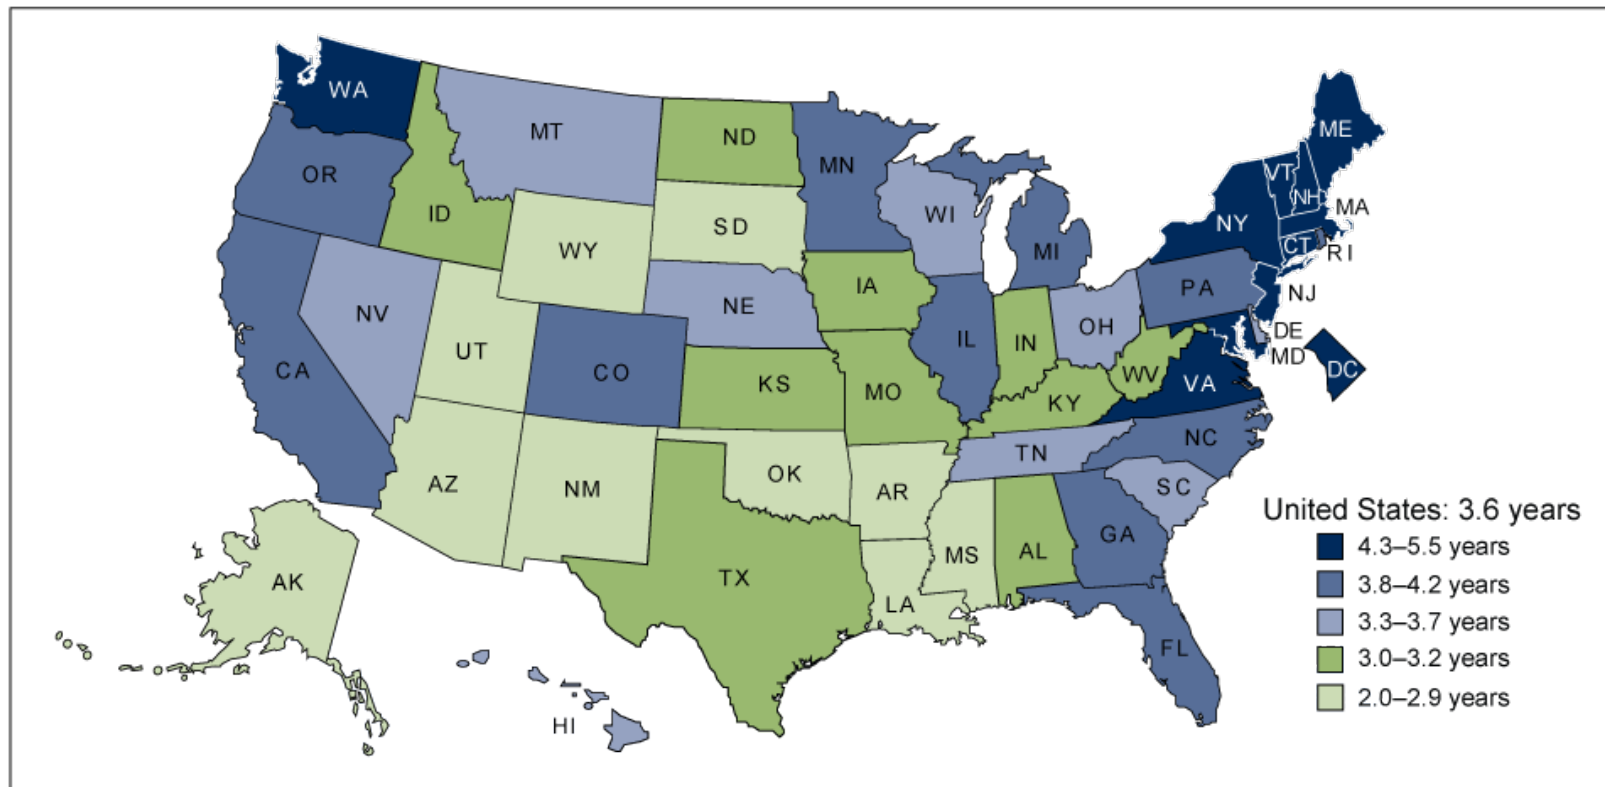 WA
ME
MT
ND
VT
MN
OR
NH
MA
ID
WI
NY
SD
CT
RI
WY
MI
IA
PA
NJ
NE
NV
OH
DE
IL
IN
UT
MD
CA
CO
DC
KS
WV
VA
MO
KY
NC
TN
OK
AZ
NM
AR
SC
United States: 3.6 years
GA
4.3–5.5 years
MS
AL
AK
TX
3.8–4.2 years
LA
3.3–3.7 years
FL
3.0–3.2 years
2.0–2.9 years
HI